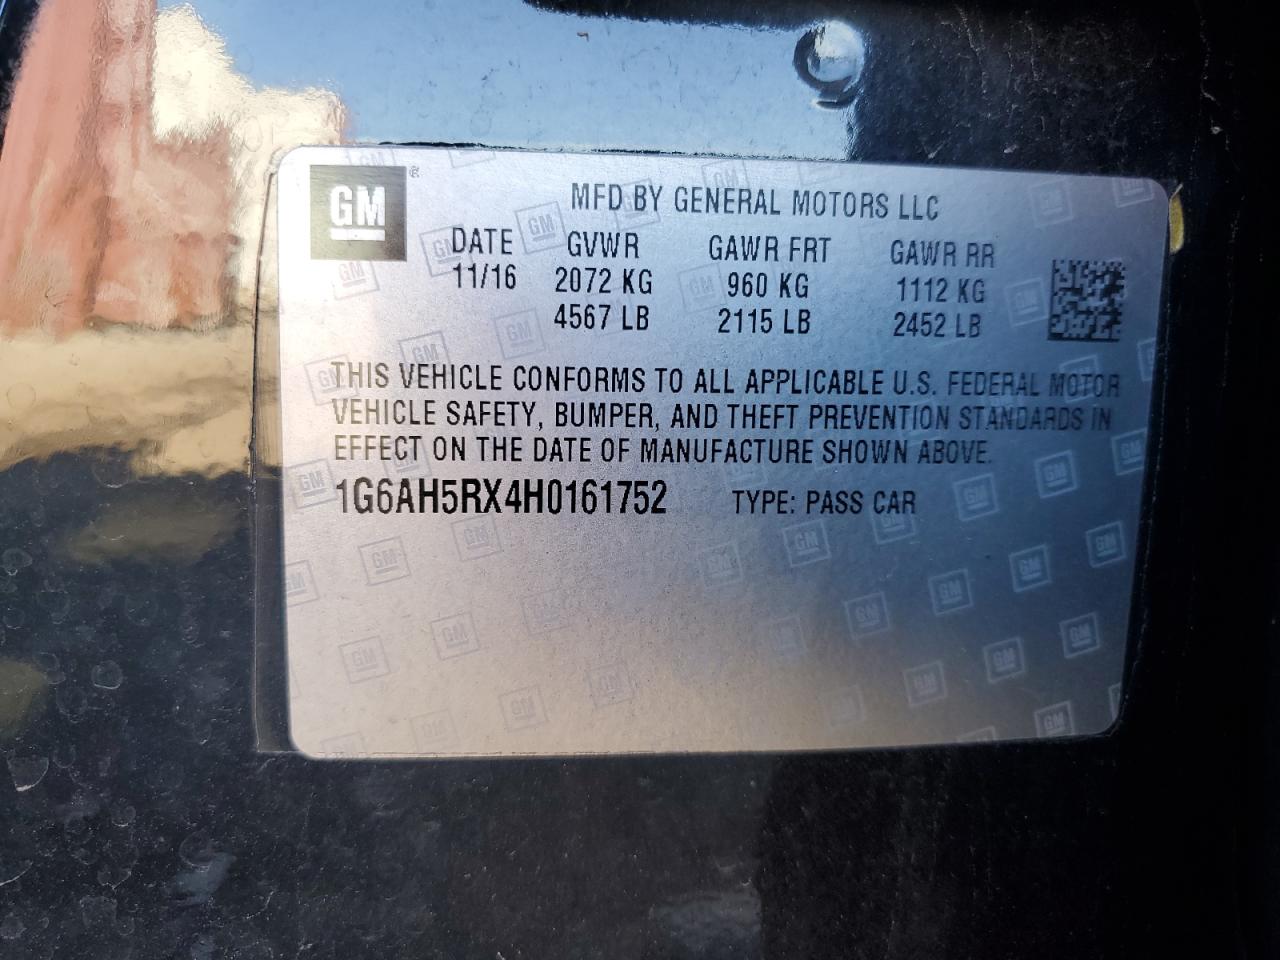 GM ®
MFD BY GENERAL MOTORS LLC
DATE GVWR GAWR FRT GAWR RR
11/16 2072 KG 960 KG 1112 KG
4567 LB 2115 LB 2452 LB
THIS VEHICLE CONFORMS TO ALL APPLICABLE U.S. FEDERAL MOTOR
VEHICLE SAFETY, BUMPER, AND THEFT PREVENTION STANDARDS IN
EFFECT ON THE DATE OF MANUFACTURE SHOWN ABOVE.
1G6AH5RX4H0161752 TYPE: PASS CAR